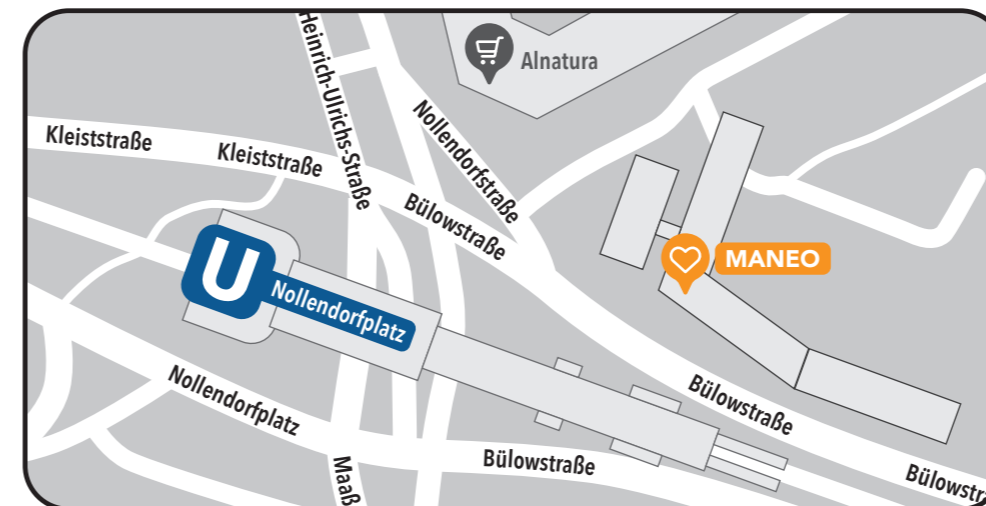 Heinrich-Ulrichs-Straße
Alnatura
Nollendorfstraße
Kleiststraße
Kleiststraße
Bülowstraße
MANEO
U
Nollendorfplatz
Nollendorfplatz
Bülowstraße
Bülowstraße
Bülowstr
Maaß